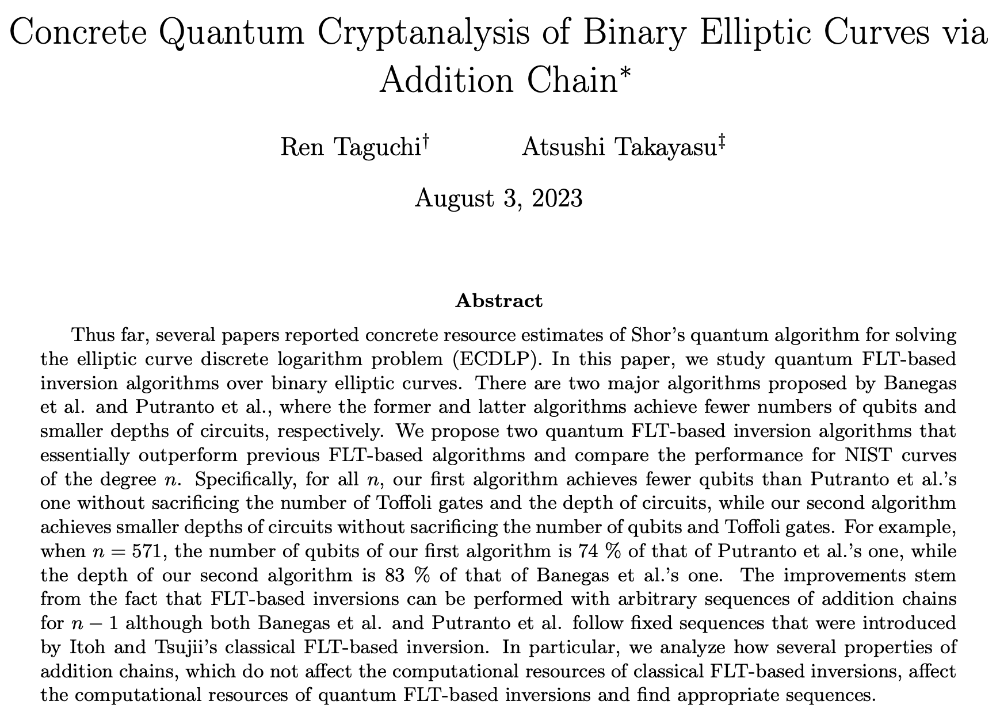 Concrete Quantum Cryptanalysis of Binary Elliptic Curves via
Addition Chain*
Ren Taguchi† Atsushi Takayasu‡
August 3, 2023
Abstract
Thus far, several papers reported concrete resource estimates of Shor's quantum algorithm for solving
the elliptic curve discrete logarithm problem (ECDLP). In this paper, we study quantum FLT-based
inversion algorithms over binary elliptic curves. There are two major algorithms proposed by Banegas
et al. and Putranto et al., where the former and latter algorithms achieve fewer numbers of qubits and
smaller depths of circuits, respectively. We propose two quantum FLT-based inversion algorithms that
essentially outperform previous FLT-based algorithms and compare the performance for NIST curves
of the degree n. Specifically, for all n, our first algorithm achieves fewer qubits than Putranto et al.'s
one without sacrificing the number of Toffoli gates and the depth of circuits, while our second algorithm
achieves smaller depths of circuits without sacrificing the number of qubits and Toffoli gates. For example,
when n = 571, the number of qubits of our first algorithm is 74 % of that of Putranto et al.'s one, while
the depth of our second algorithm is 83 % of that of Banegas et al.'s one. The improvements stem
from the fact that FLT-based inversions can be performed with arbitrary sequences of addition chains
for n − 1 although both Banegas et al. and Putranto et al. follow fixed sequences that were introduced
by Itoh and Tsujii's classical FLT-based inversion. In particular, we analyze how several properties of
addition chains, which do not affect the computational resources of classical FLT-based inversions, affect
the computational resources of quantum FLT-based inversions and find appropriate sequences.